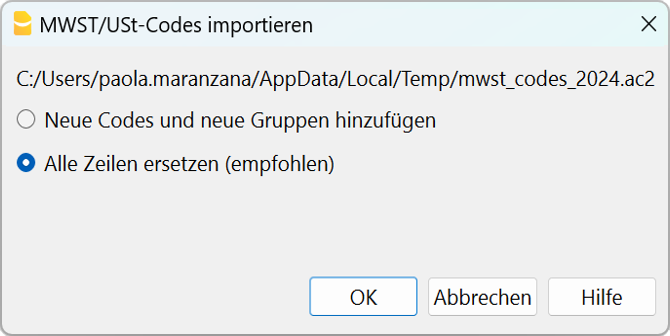 MWST/USt-Codes importieren
C:/Users/paola.maranzana/AppData/Local/Temp/mwst_codes_2024.ac2
Neue Codes und neue Gruppen hinzufügen
Alle Zeilen ersetzen (empfohlen)
OK Abbrechen Hilfe